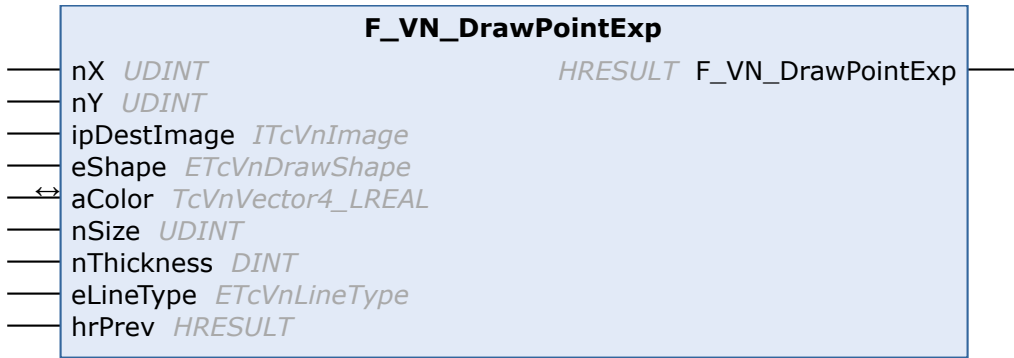 F_VN_DrawPointExp
nX UDINT HRESULT F_VN_DrawPointExp
nY UDINT
ipDestImage ITcVnImage
eShape ETcVnDrawShape
↔ aColor TcVnVector4_LREAL
nSize UDINT
nThickness DINT
eLineType ETcVnLineType
hrPrev HRESULT